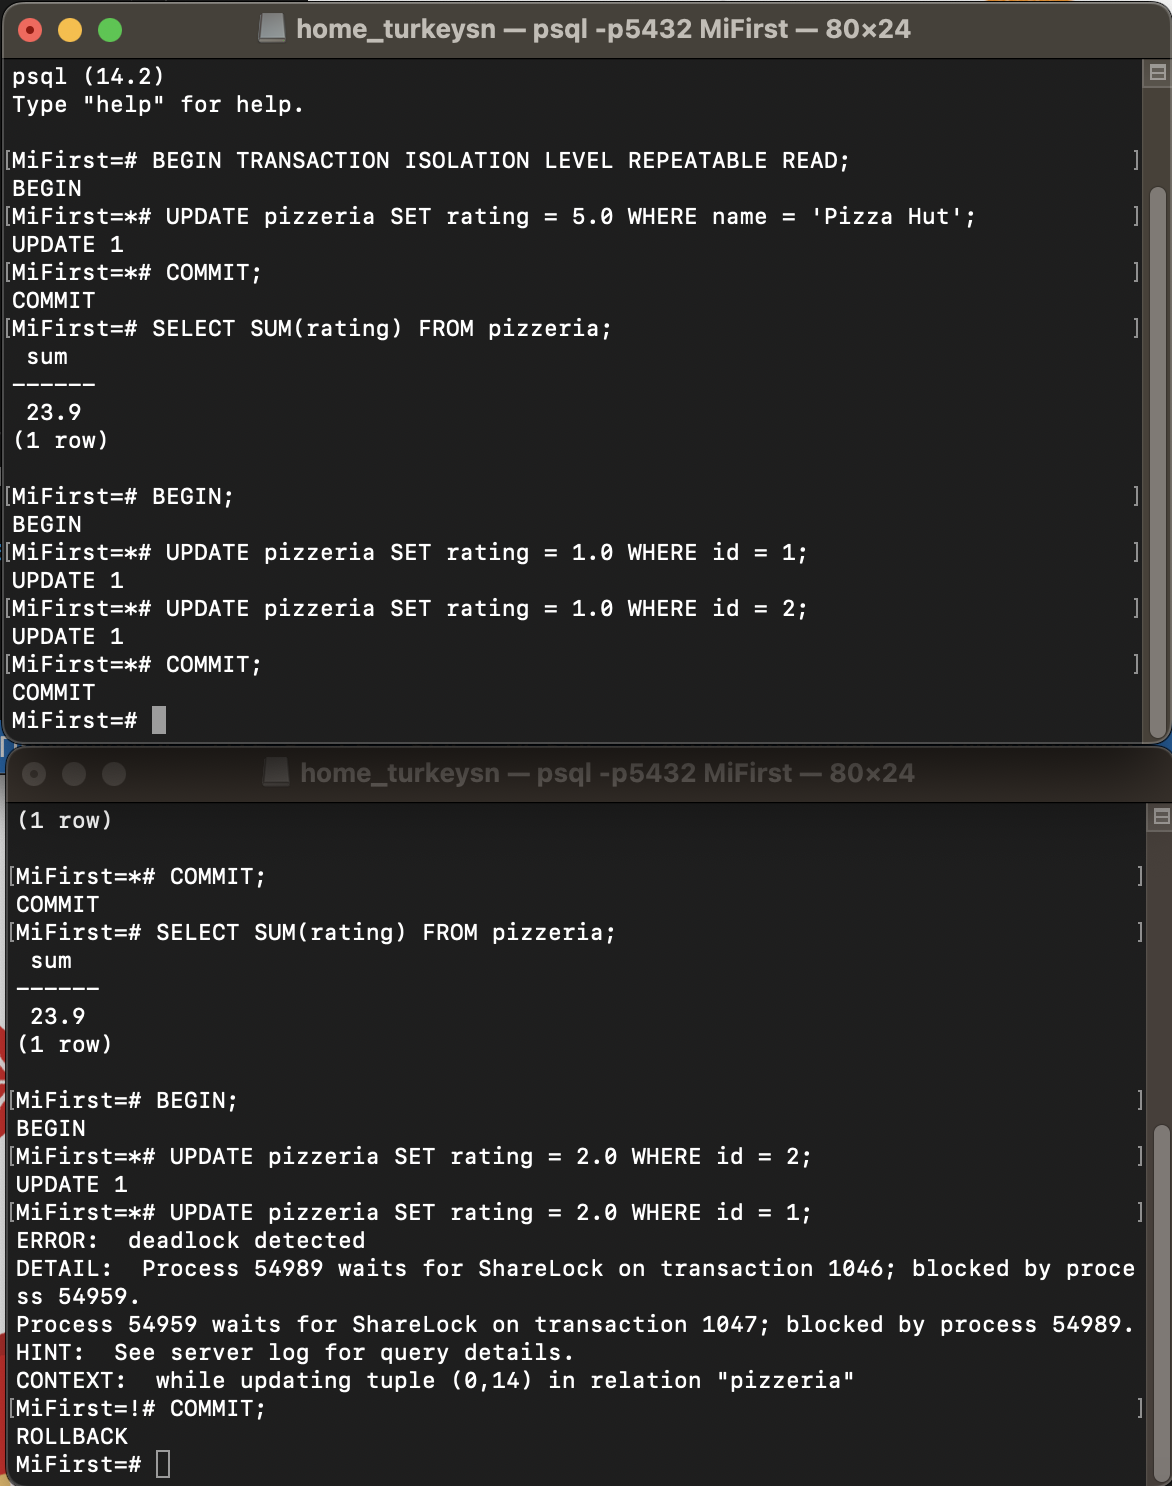 home_turkeysn — psql -p5432 MiFirst — 80×24
psql (14.2)
Type "help" for help.
[MiFirst=# BEGIN TRANSACTION ISOLATION LEVEL REPEATABLE READ; ]
BEGIN
[MiFirst=*# UPDATE pizzeria SET rating = 5.0 WHERE name = 'Pizza Hut'; ]
UPDATE 1
[MiFirst=*# COMMIT; ]
COMMIT
[MiFirst=# SELECT SUM(rating) FROM pizzeria; ]
sum
------
23.9
(1 row)
[MiFirst=# BEGIN; ]
BEGIN
[MiFirst=*# UPDATE pizzeria SET rating = 1.0 WHERE id = 1; ]
UPDATE 1
[MiFirst=*# UPDATE pizzeria SET rating = 1.0 WHERE id = 2; ]
UPDATE 1
[MiFirst=*# COMMIT; ]
COMMIT
MiFirst=#
home_turkeysn — psql -p5432 MiFirst — 80×24
(1 row)
[MiFirst=*# COMMIT; ]
COMMIT
[MiFirst=# SELECT SUM(rating) FROM pizzeria; ]
sum
------
23.9
(1 row)
[MiFirst=# BEGIN; ]
BEGIN
[MiFirst=*# UPDATE pizzeria SET rating = 2.0 WHERE id = 2; ]
UPDATE 1
[MiFirst=*# UPDATE pizzeria SET rating = 2.0 WHERE id = 1; ]
ERROR:  deadlock detected
DETAIL:  Process 54989 waits for ShareLock on transaction 1046; blocked by proce
ss 54959.
Process 54959 waits for ShareLock on transaction 1047; blocked by process 54989.
HINT:  See server log for query details.
CONTEXT:  while updating tuple (0,14) in relation "pizzeria"
[MiFirst=!# COMMIT; ]
ROLLBACK
MiFirst=#